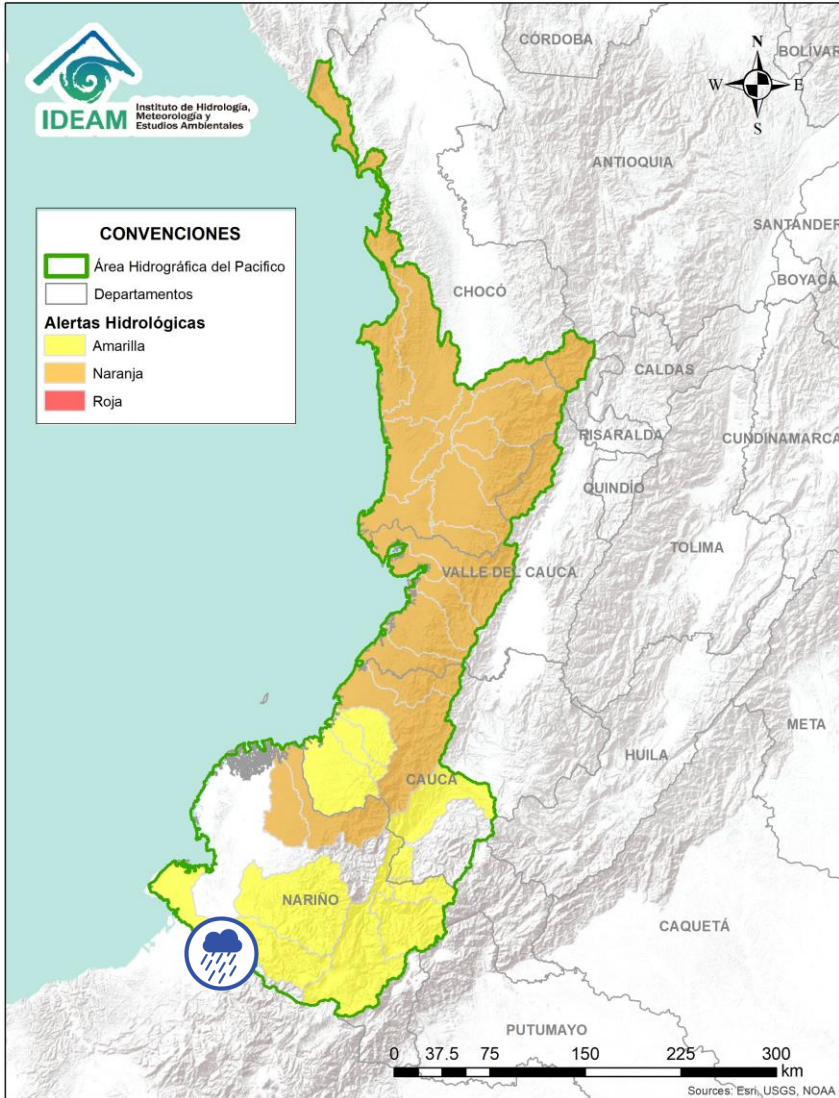 IDEAM
Instituto de Hidrología,
Meteorología y
Estudios Ambientales
CÓRDOBA
BOLÍVAR
N
W
E
S
ANTIOQUIA
SANTANDER
BOYACÁ
CONVENCIONES
Área Hidrográfica del Pacifico
Departamentos
Alertas Hidrológicas
Amarilla
Naranja
Roja
CHOCÓ
CALDAS
RISARALDA
CUNDINAMARCA
QUINDÍO
TOLIMA
VALLE DEL CAUCA
META
HUILA
CAUCA
NARIÑO
CAQUETÁ
PUTUMAYO
0 37.5 75 150 225 300
km
Sources: Esri, USGS, NOAA